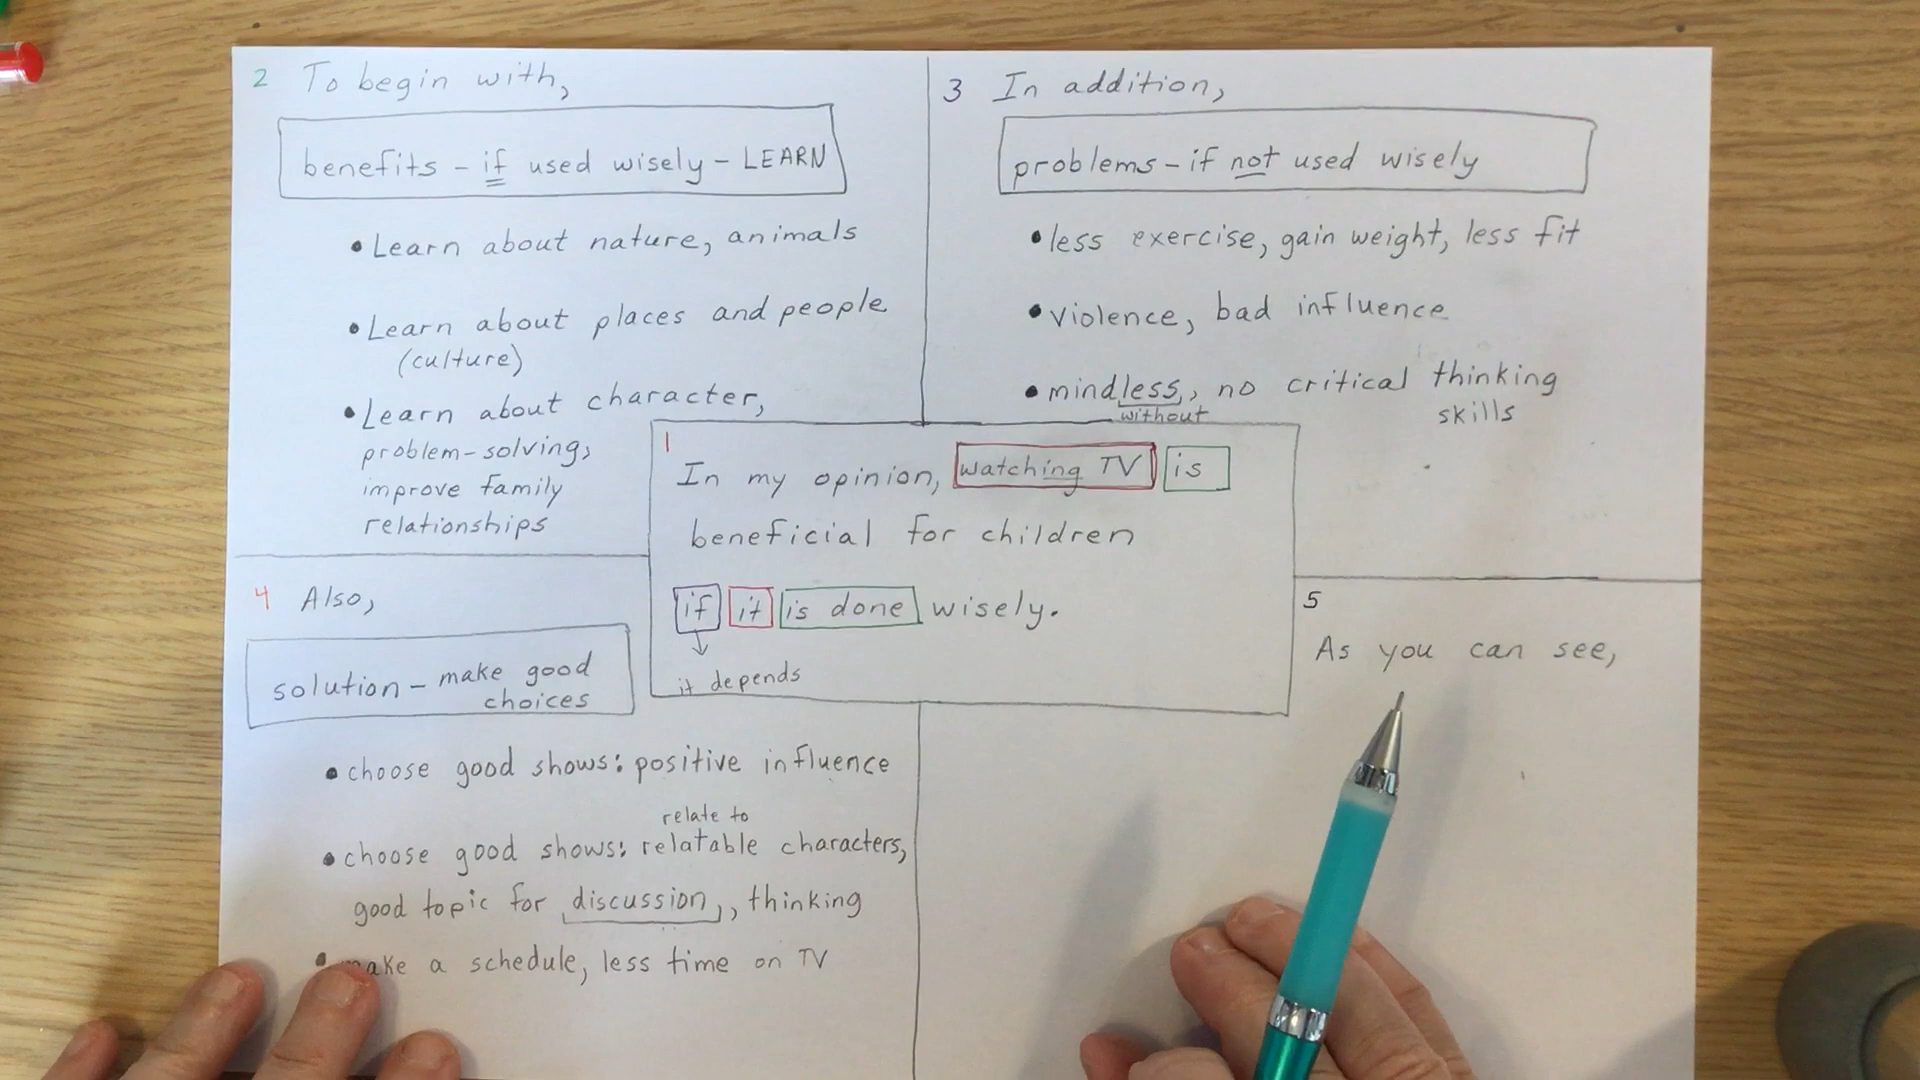 2 To begin with,
benefits - if used wisely - LEARN
• Learn about nature, animals
• Learn about places and people
(culture)
• Learn about character,
problem-solving,
improve family
relationships
3 In addition,
problems - if not used wisely
• less exercise, gain weight, less fit
• violence, bad influence
• mindless, no critical thinking
without
skills
1
In my opinion, watching TV is
beneficial for children
if it is done wisely.
it depends
4 Also,
solution - make good
choices
• choose good shows: positive influence
relate to
• choose good shows: relatable characters,
good topic for discussion, thinking
• make a schedule, less time on TV
5
As you can see,